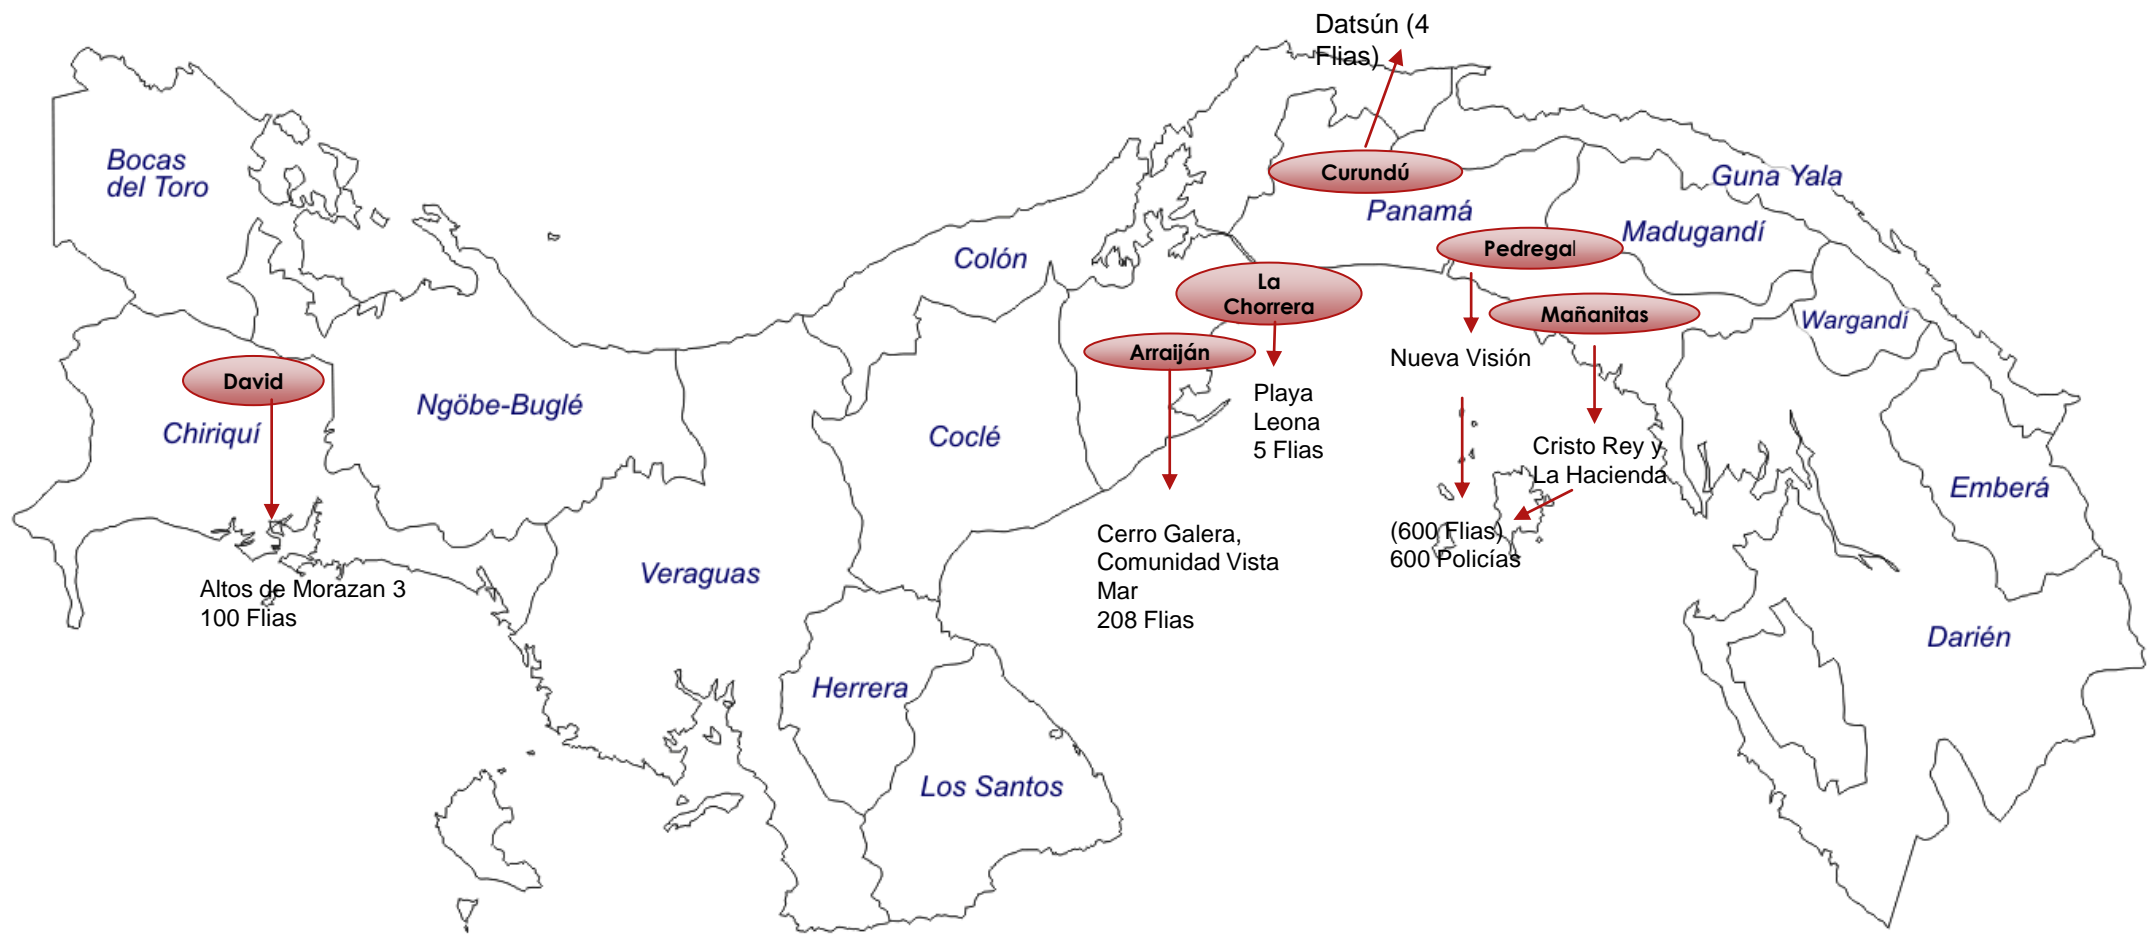 Datsún (4
Flias)
Bocas
del Toro
Curundú
Guna Yala
Panamá
Madugandí
Colón
Pedregal
La
Chorrera
Mañanitas
Wargandí
Arraiján
Nueva Visión
David
Playa
Leona
5 Flias
Ngöbe-Buglé
Chiriquí
Coclé
Cristo Rey y
La Hacienda
Emberá
Cerro Galera,
Comunidad Vista
Mar
208 Flias
(600 Flias)
600 Policías
Veraguas
Altos de Morazan 3
100 Flias
Darién
Herrera
Los Santos